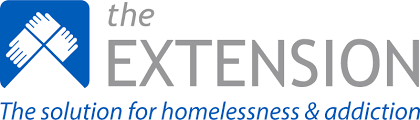 the
EXTENSION
The solution for homelessness & addiction